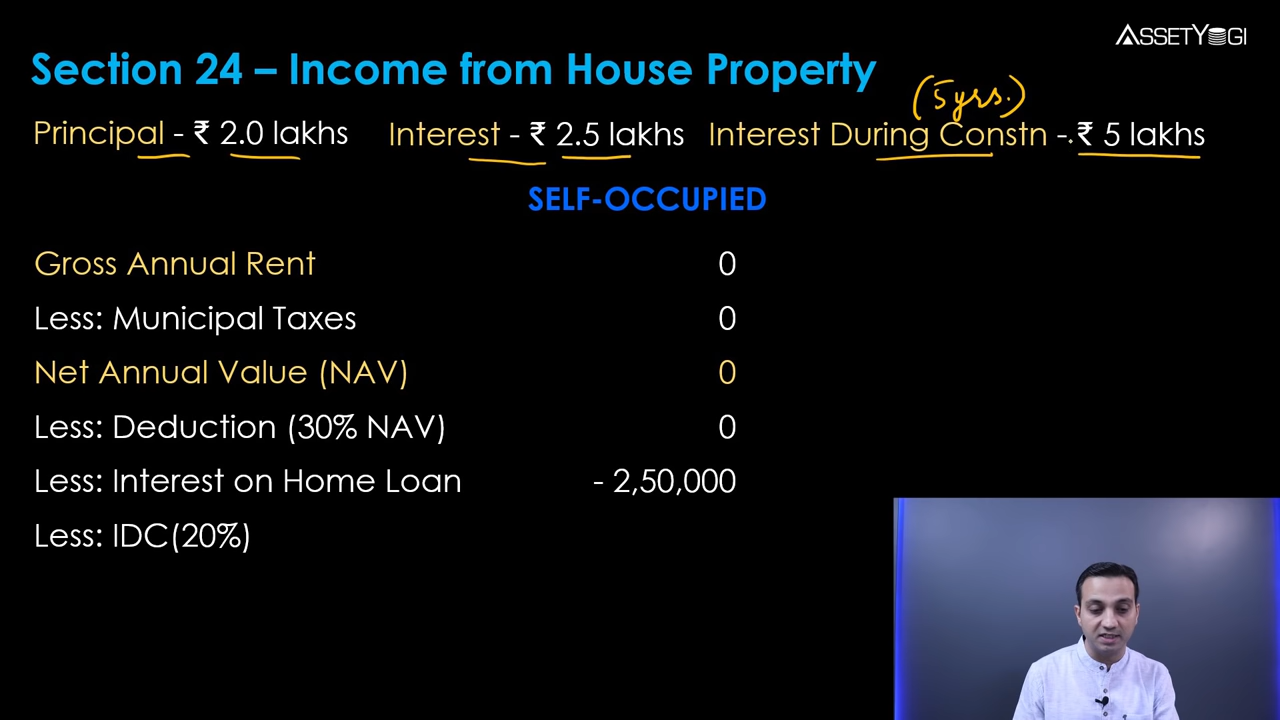 ASSETYOGI
Section 24 – Income from House Property
(5 yrs.)
Principal - ₹ 2.0 lakhs Interest - ₹ 2.5 lakhs Interest During Constn - ₹ 5 lakhs
SELF-OCCUPIED
Gross Annual Rent 0
Less: Municipal Taxes 0
Net Annual Value (NAV) 0
Less: Deduction (30% NAV) 0
Less: Interest on Home Loan - 2,50,000
Less: IDC(20%)